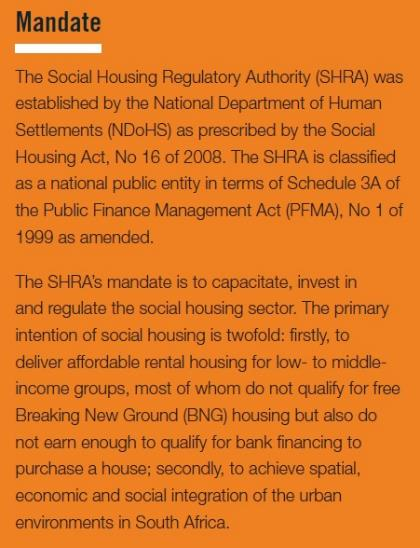 Mandate
The Social Housing Regulatory Authority (SHRA) was
established by the National Department of Human
Settlements (NDoHS) as prescribed by the Social
Housing Act, No 16 of 2008. The SHRA is classified
as a national public entity in terms of Schedule 3A of
the Public Finance Management Act (PFMA), No 1 of
1999 as amended.
The SHRA's mandate is to capacitate, invest in
and regulate the social housing sector. The primary
intention of social housing is twofold: firstly, to
deliver affordable rental housing for low- to middle-
income groups, most of whom do not qualify for free
Breaking New Ground (BNG) housing but also do
not earn enough to qualify for bank financing to
purchase a house; secondly, to achieve spatial,
economic and social integration of the urban
environments in South Africa.